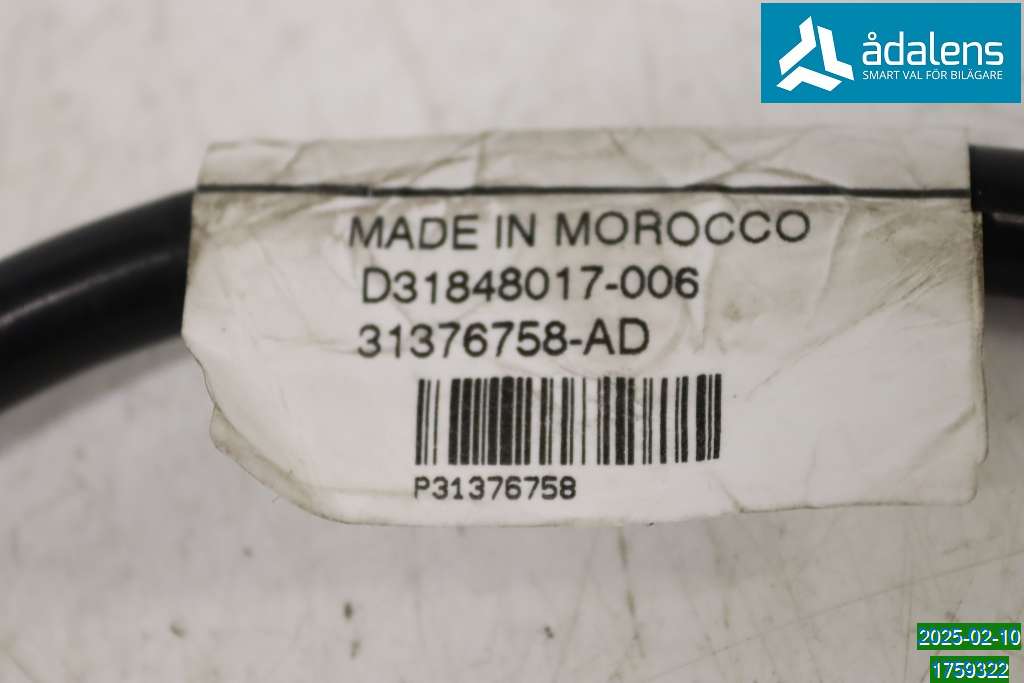 ådalens
SMART VAL FÖR BILÄGARE
MADE IN MOROCCO
D31848017-006
31376758-AD
P31376758
2025-02-10
1759322